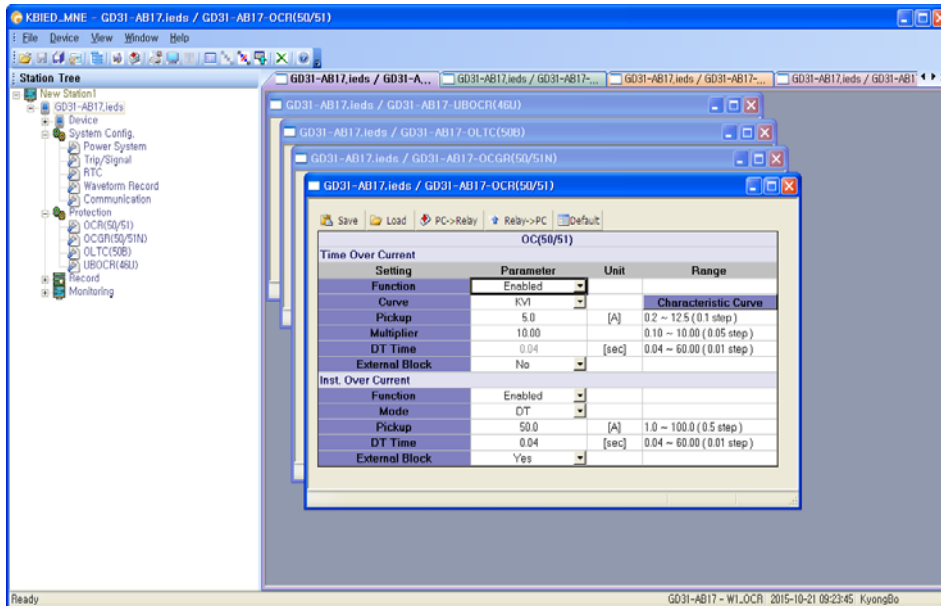 KBIED_MNE - GD31-AB17.ieds / GD31-AB17-OCR(50/51)
File Device View Window Help
Station Tree
New Station1
GD31-AB17.ieds
Device
System Config.
Power System
Trip/Signal
RTC
Waveform Record
Communication
Protection
OCR(50/51)
OCGR(50/51N)
OLTC(50B)
UBOCR(46U)
Record
Monitoring
GD31-AB17.ieds / GD31-A... GD31-AB17.ieds / GD31-AB17-... GD31-AB17.ieds / GD31-AB17-... GD31-AB17.ieds / GD31-AB1
GD31-AB17.ieds / GD31-AB17-UBOCR(46U)
GD31-AB17.ieds / GD31-AB17-OLTC(50B)
GD31-AB17.ieds / GD31-AB17-OCGR(50/51N)
GD31-AB17.ieds / GD31-AB17-OCR(50/51)
Save Load PC->Relay Relay->PC Default
OC(50/51)
Time Over Current
Setting Parameter Unit Range
Function Enabled
Curve KVI Characteristic Curve
Pickup 5.0 [A] 0.2 ~ 12.5 ( 0.1 step )
Multiplier 10.00 0.10 ~ 10.00 ( 0.05 step )
DT Time 0.04 [sec] 0.04 ~ 60.00 ( 0.01 step )
External Block No
Inst. Over Current
Function Enabled
Mode DT
Pickup 50.0 [A] 1.0 ~ 100.0 ( 0.5 step )
DT Time 0.04 [sec] 0.04 ~ 60.00 ( 0.01 step )
External Block Yes
Ready GD31-AB17 - W1_OCR 2015-10-21 09:23:45 KyongBo